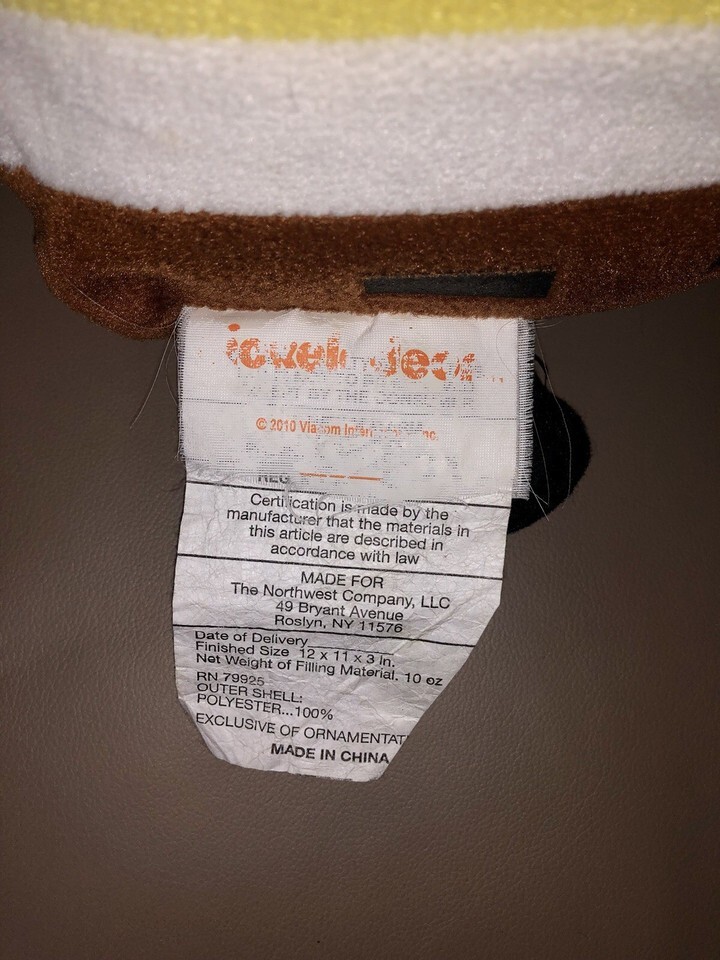 © 2010 Viacom
REG
Certification is made by the
manufacturer that the materials in
this article are described in
accordance with law
MADE FOR
The Northwest Company, LLC
49 Bryant Avenue
Roslyn, NY 11576
Date of Delivery
Finished Size 12 x 11 x 3 In.
Net Weight of Filling Material. 10 oz
RN 79925
OUTER SHELL:
POLYESTER...100%
EXCLUSIVE OF ORNAMENTAT
MADE IN CHINA